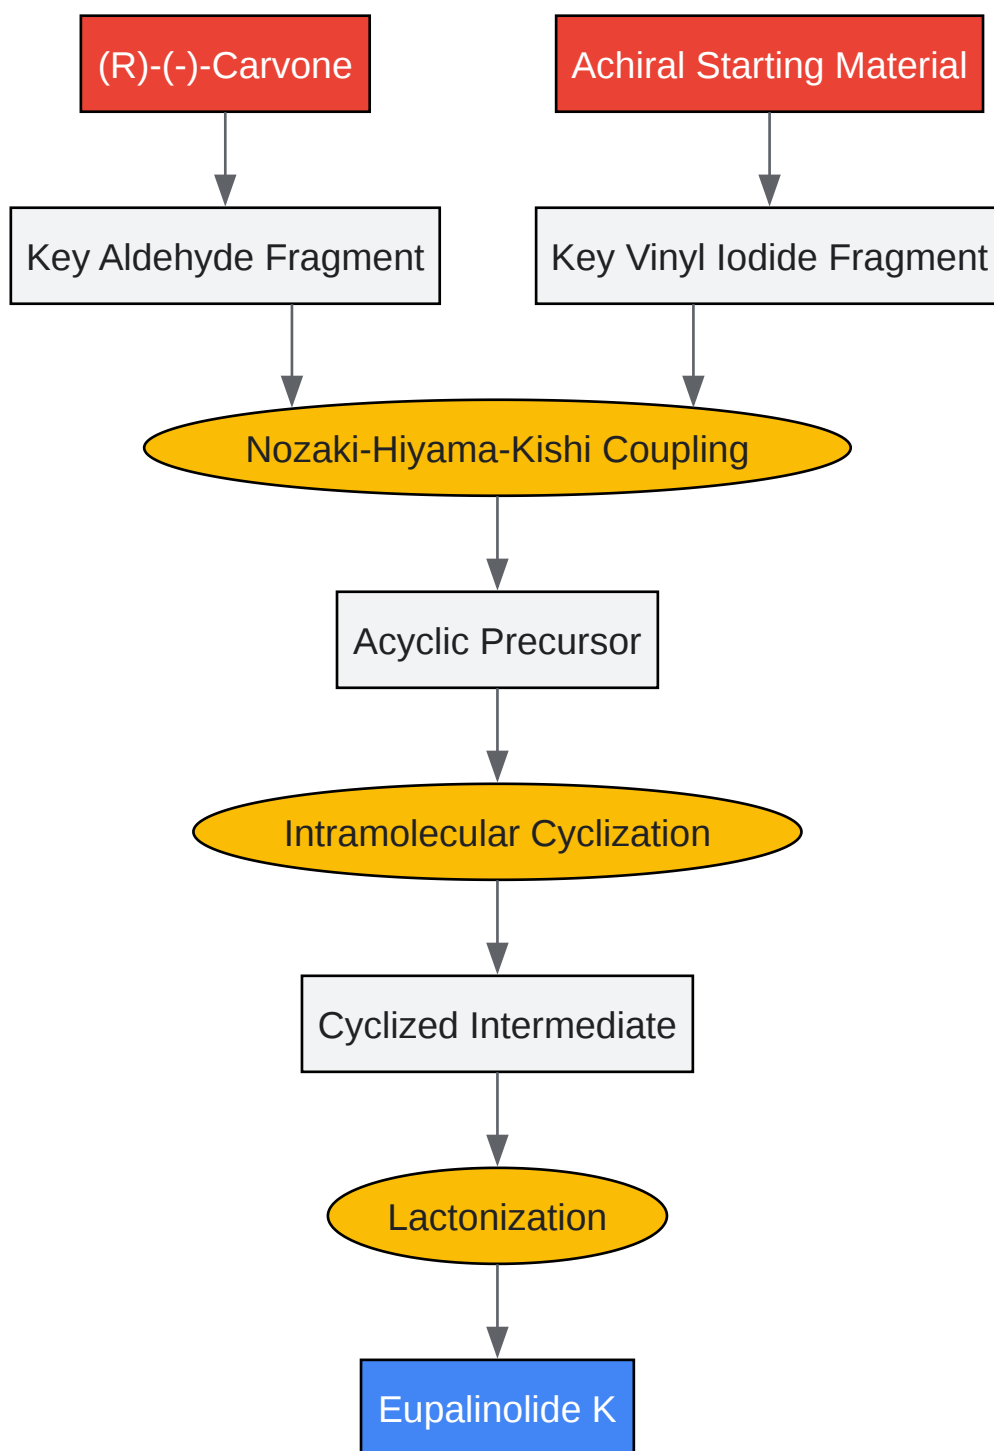 (R)-(-)-Carvone
Achiral Starting Material
Key Aldehyde Fragment
Key Vinyl Iodide Fragment
Nozaki-Hiyama-Kishi Coupling
Acyclic Precursor
Intramolecular Cyclization
Cyclized Intermediate
Lactonization
Eupalinolide K